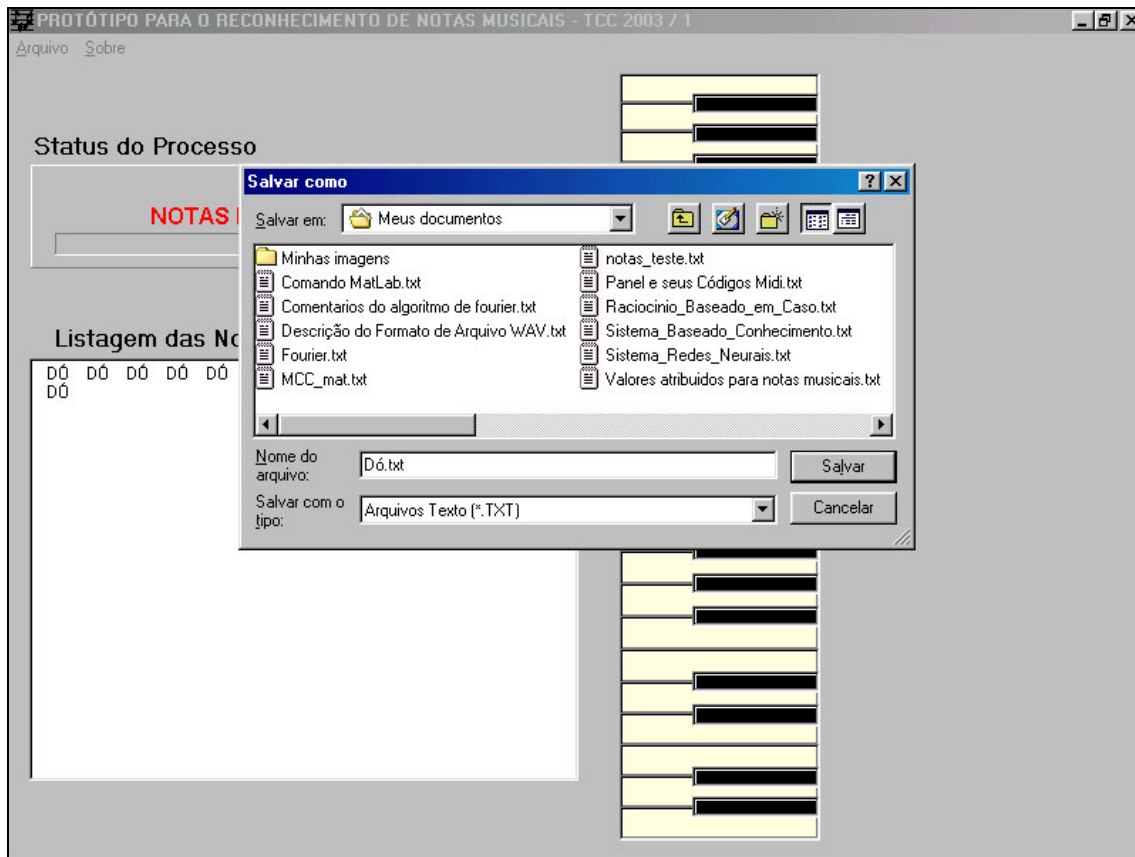 PROTÓTIPO PARA O RECONHECIMENTO DE NOTAS MUSICAIS - TCC 2003 / 1
Arquivo Sobre
Status do Processo
NOTAS
Listagem das
DÓ DÓ DÓ DÓ DÓ
DÓ
Salvar como
Salvar em: Meus documentos
Minhas imagens
Comando MatLab.txt
Comentarios do algoritmo de fourier.txt
Descrição do Formato de Arquivo WAV.txt
Fourier.txt
MCC_mat.txt
notas_teste.txt
Panel e seus Códigos Midi.txt
Raciocinio_Baseado_em_Caso.txt
Sistema_Baseado_Conhecimento.txt
Sistema_Redes_Neurais.txt
Valores atribuidos para notas musicais.txt
Nome do
arquivo:
Dó.txt
Salvar
Salvar com o
tipo:
Arquivos Texto (*.TXT)
Cancelar